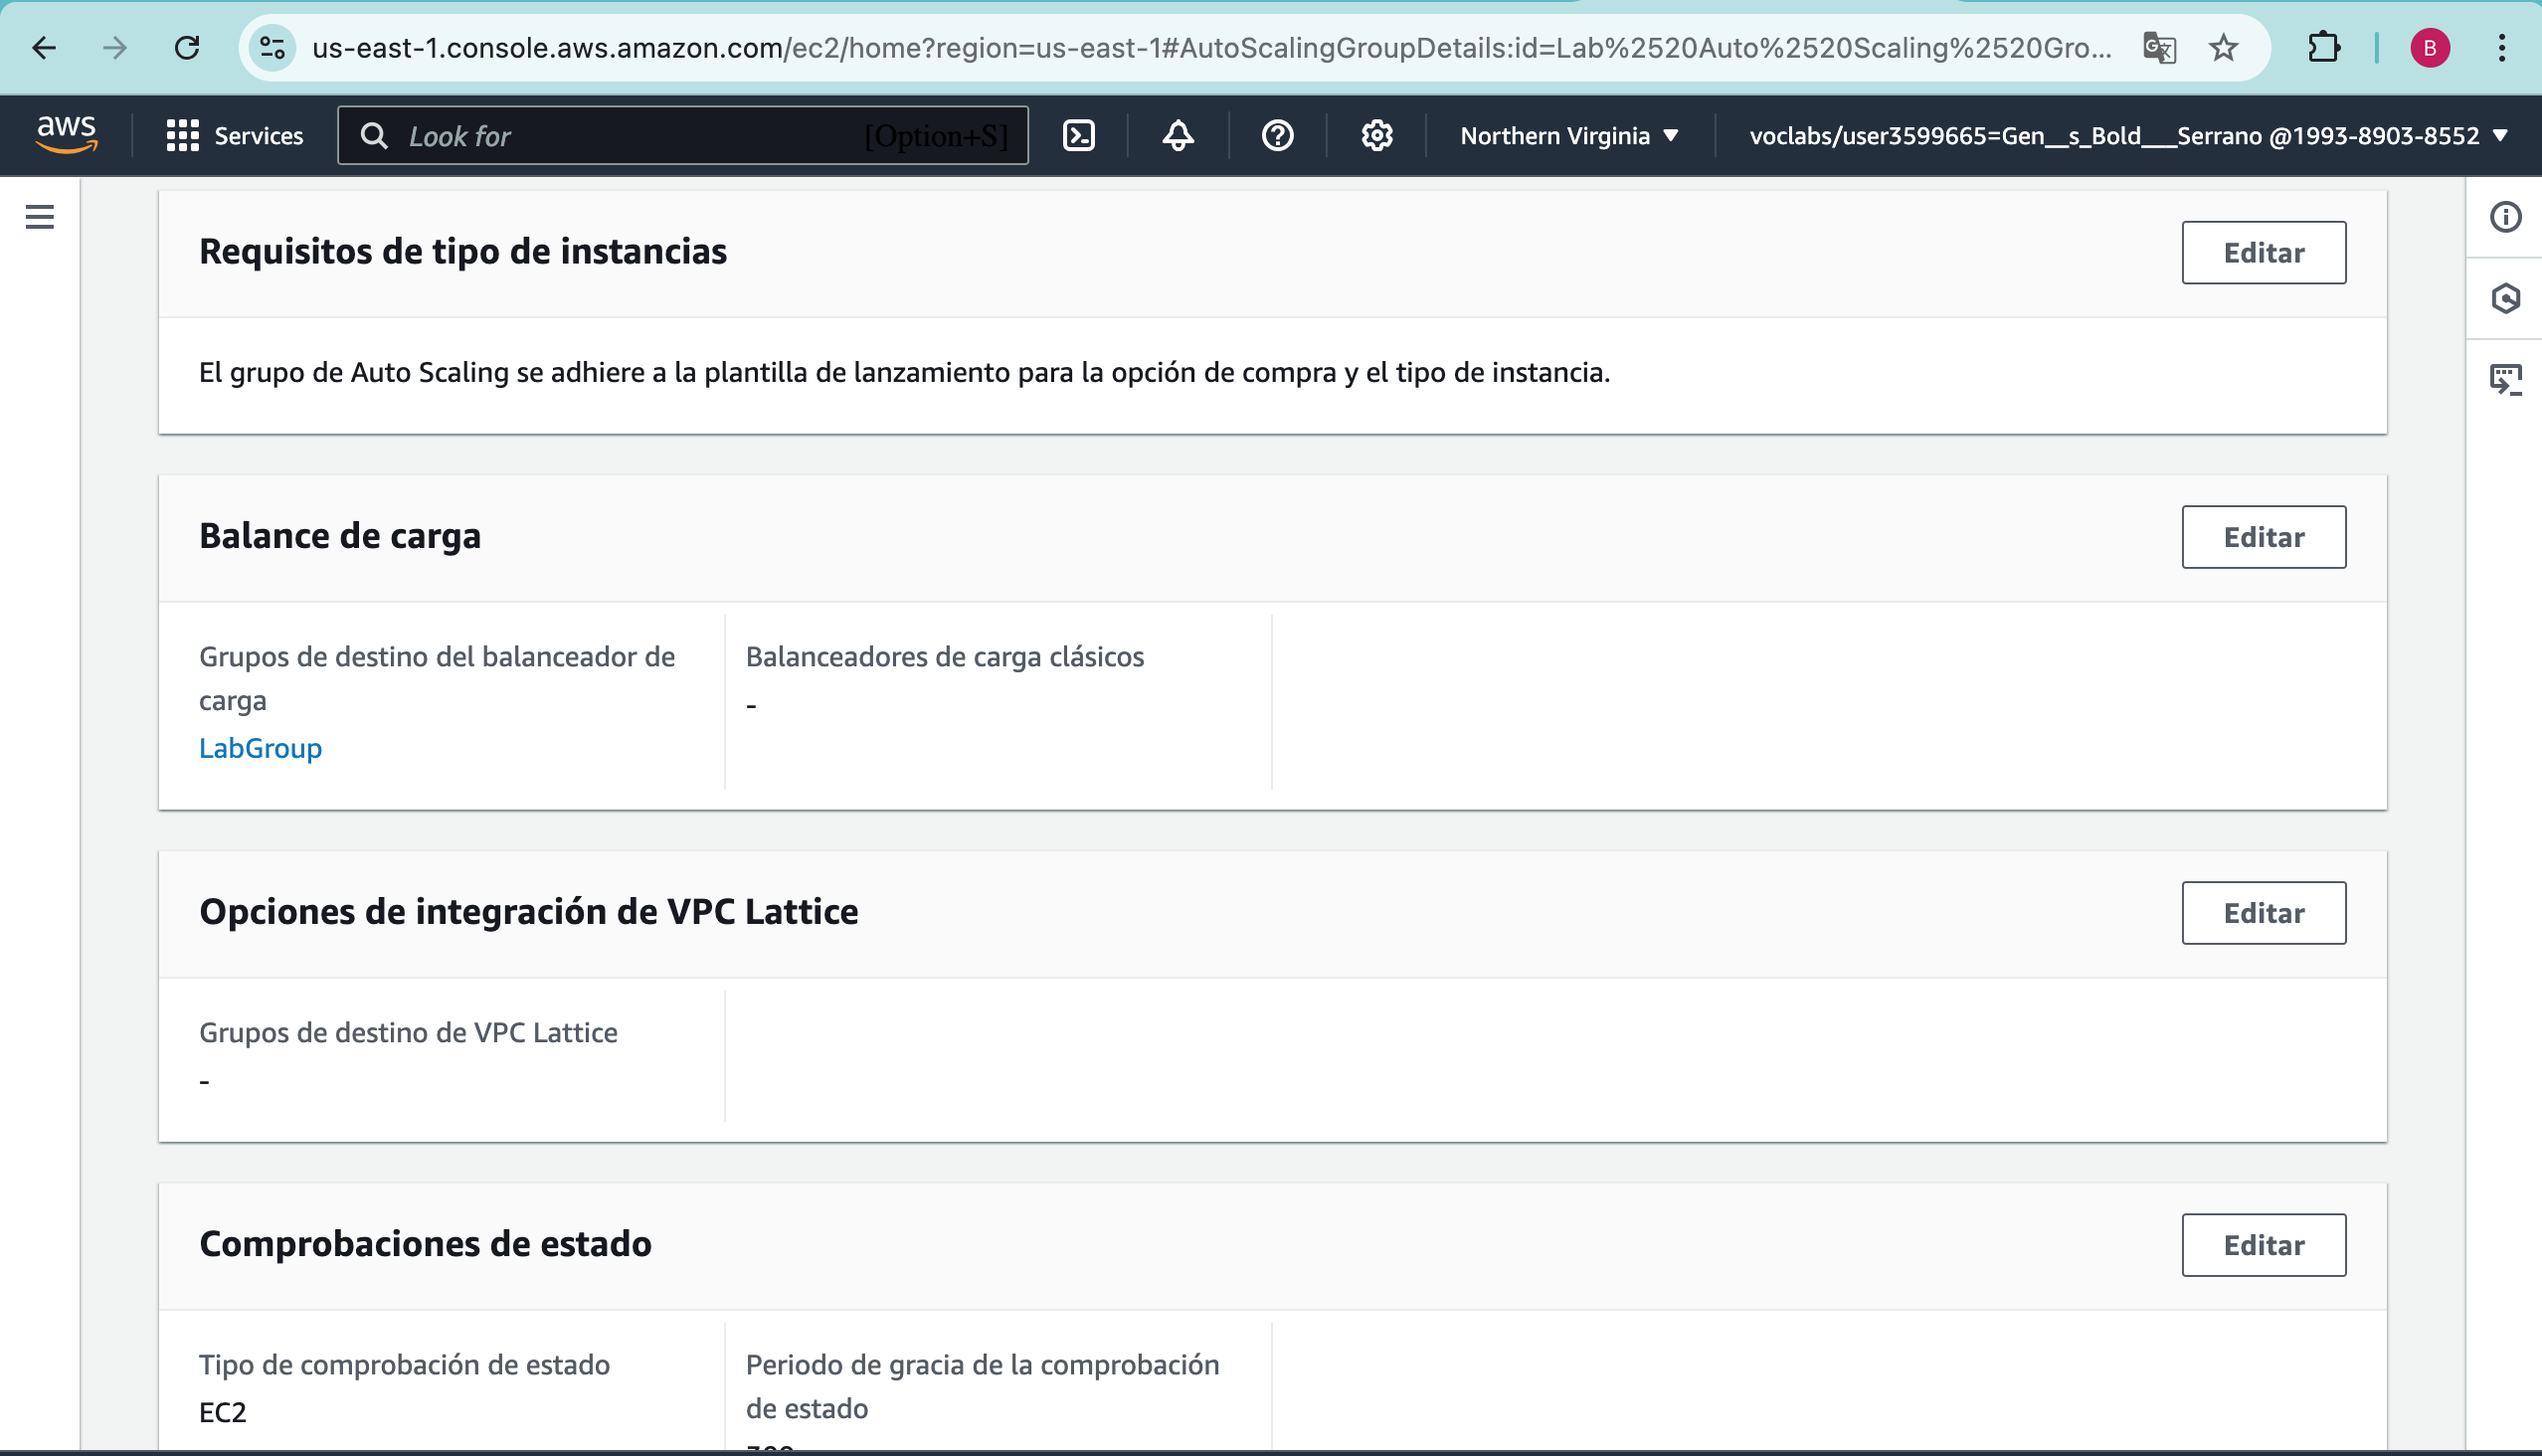 us-east-1.console.aws.amazon.com/ec2/home?region=us-east-1#AutoScalingGroupDetails:id=Lab%2520Auto%2520Scaling%2520Gro...
B
aws
Services
Look for
[Option+S]
Northern Virginia
voclabs/user3599665=Gen__s_Bold___Serrano @1993-8903-8552
Requisitos de tipo de instancias
Editar
El grupo de Auto Scaling se adhiere a la plantilla de lanzamiento para la opción de compra y el tipo de instancia.
Balance de carga
Editar
Grupos de destino del balanceador de
carga
LabGroup
Balanceadores de carga clásicos
-
Opciones de integración de VPC Lattice
Editar
Grupos de destino de VPC Lattice
-
Comprobaciones de estado
Editar
Tipo de comprobación de estado
EC2
Periodo de gracia de la comprobación
de estado